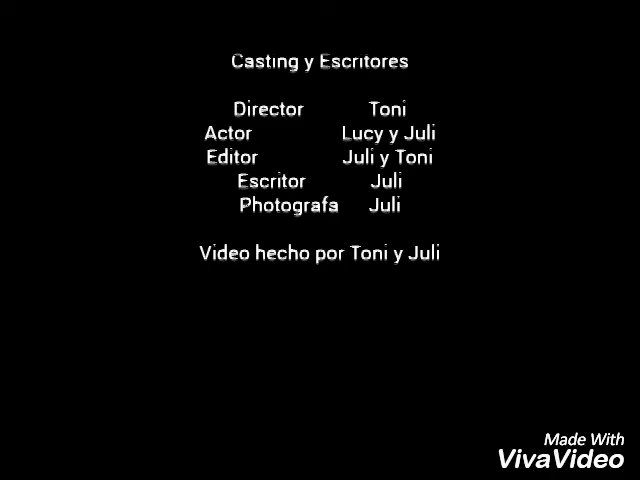 Casting y Escritores
Director Toni
Actor Lucy y Juli
Editor Juli y Toni
Escritor Juli
Photografa Juli
Video hecho por Toni y Juli
Made With
VivaVideo